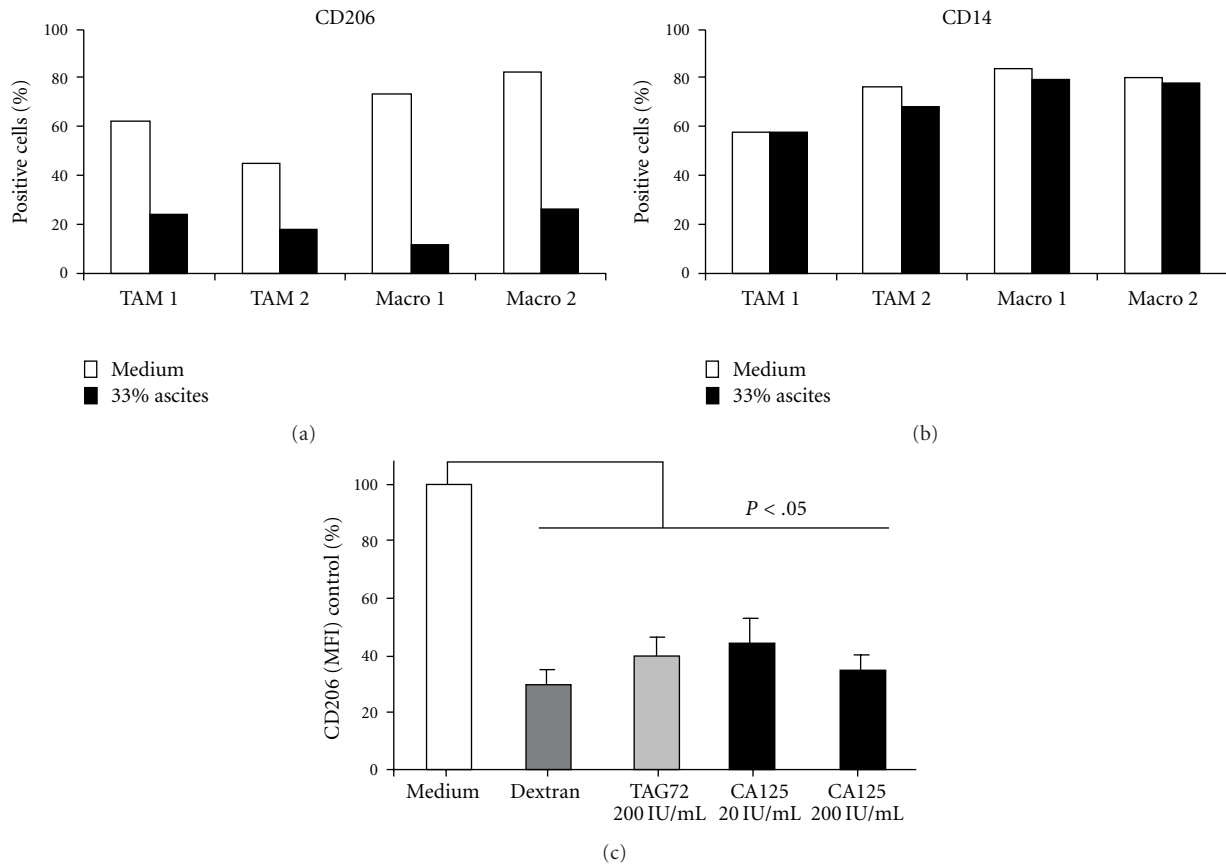 CD206
Positive cells (%)
100
80
60
40
20
0
TAM 1 TAM 2 Macro 1 Macro 2
Medium
33% ascites
(a)
CD14
Positive cells (%)
100
80
60
40
20
0
TAM 1 TAM 2 Macro 1 Macro 2
Medium
33% ascites
(b)
CD206 (MFI) control (%)
100
80
60
40
20
0
P < .05
Medium Dextran TAG72 CA125 CA125
200 IU/mL 20 IU/mL 200 IU/mL
(c)